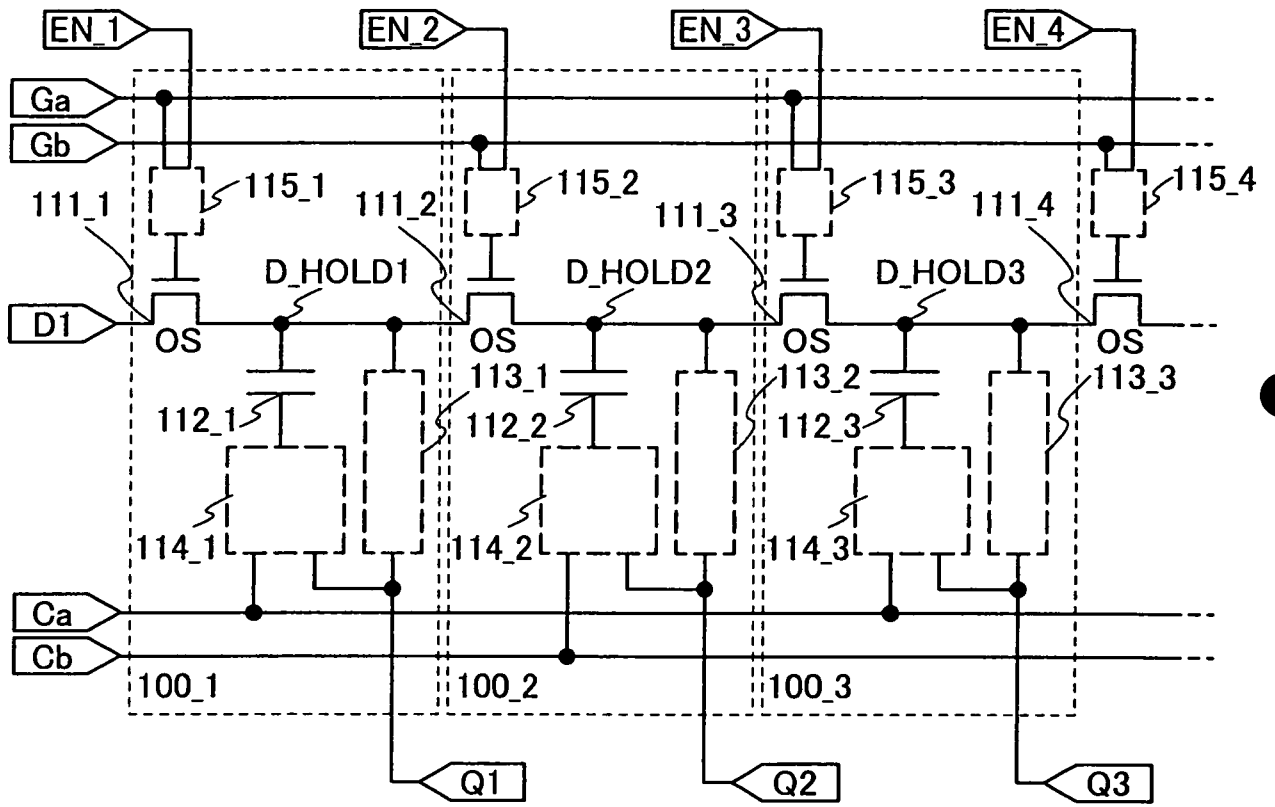 EN_1 EN_2 EN_3 EN_4
Ga
Gb
115_1 115_2 115_3 115_4
111_1 111_2 111_3 111_4
D_HOLD1 D_HOLD2 D_HOLD3
D1
OS OS OS OS
113_1 113_2 113_3
112_1 112_2 112_3
114_1 114_2 114_3
Ca
Cb
100_1 100_2 100_3
Q1 Q2 Q3